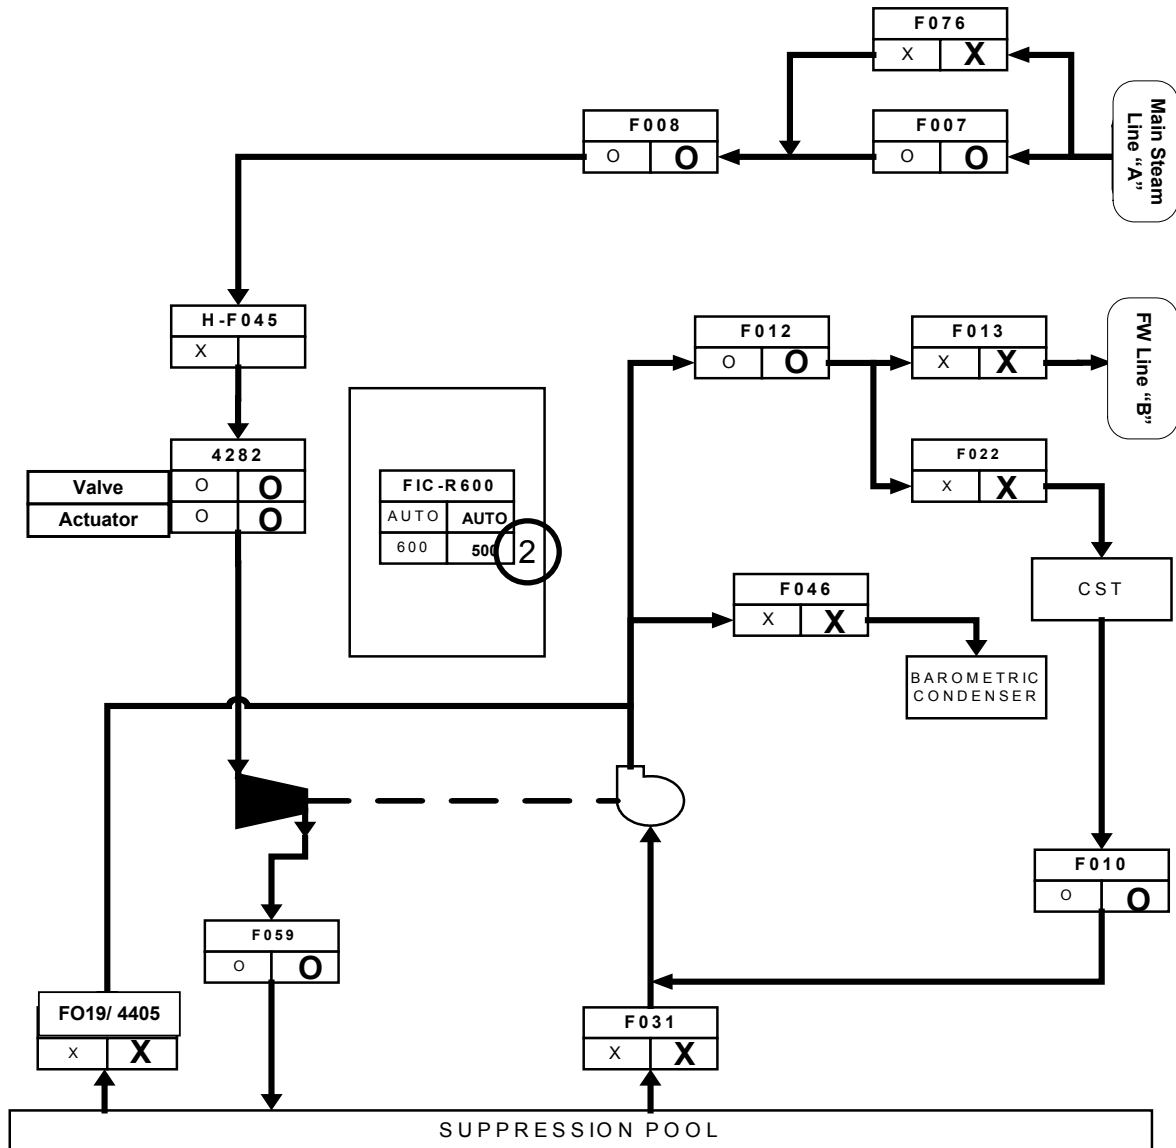 F076
X X
Main Steam
Line "A"
F008
O O
F007
O O
H-F045
X
F012
O O
F013
X X
FW Line "B"
4282
Valve O O
Actuator O O
F022
X X
FIC-R600
AUTO AUTO
600 500
2
F046
X X
CST
BAROMETRIC
CONDENSER
F010
O O
F059
O O
FO19/ 4405
X X
F031
X X
SUPPRESSION POOL